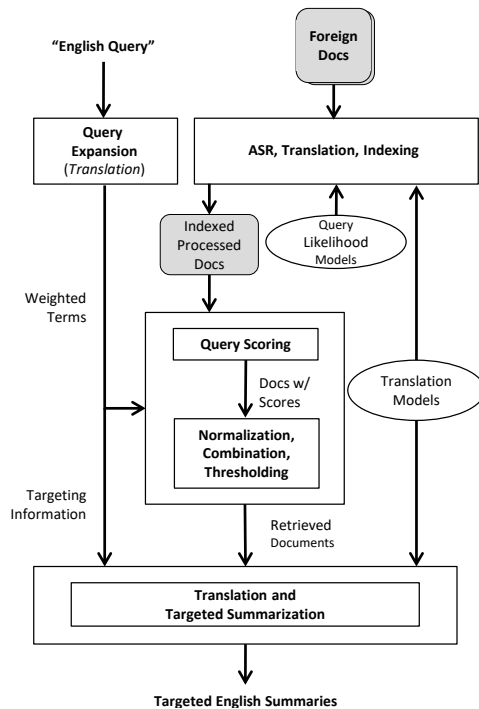 “English Query”
Foreign
Docs
Query
Expansion
(Translation)
ASR, Translation, Indexing
Indexed
Processed
Docs
Query
Likelihood
Models
Weighted
Terms
Query Scoring
Docs w/
Scores
Translation
Models
Normalization,
Combination,
Thresholding
Targeting
Information
Retrieved
Documents
Translation and
Targeted Summarization
Targeted English Summaries